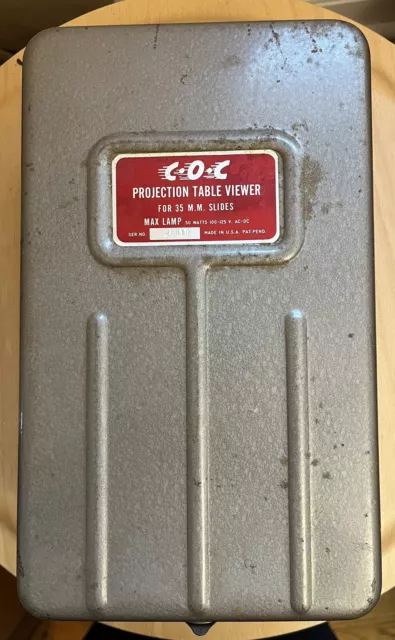 C·O·C
PROJECTION TABLE VIEWER
FOR 35 M.M. SLIDES
MAX LAMP 50 WATTS 100-125 V. AC-DC
SER NO. MADE IN U.S.A. PAT. PEND.